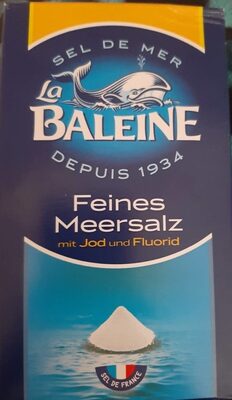 SEL DE MER
La
BALEINE
DEPUIS 1934
Feines
Meersalz
mit Jod und Fluorid
SEL DE FRANCE